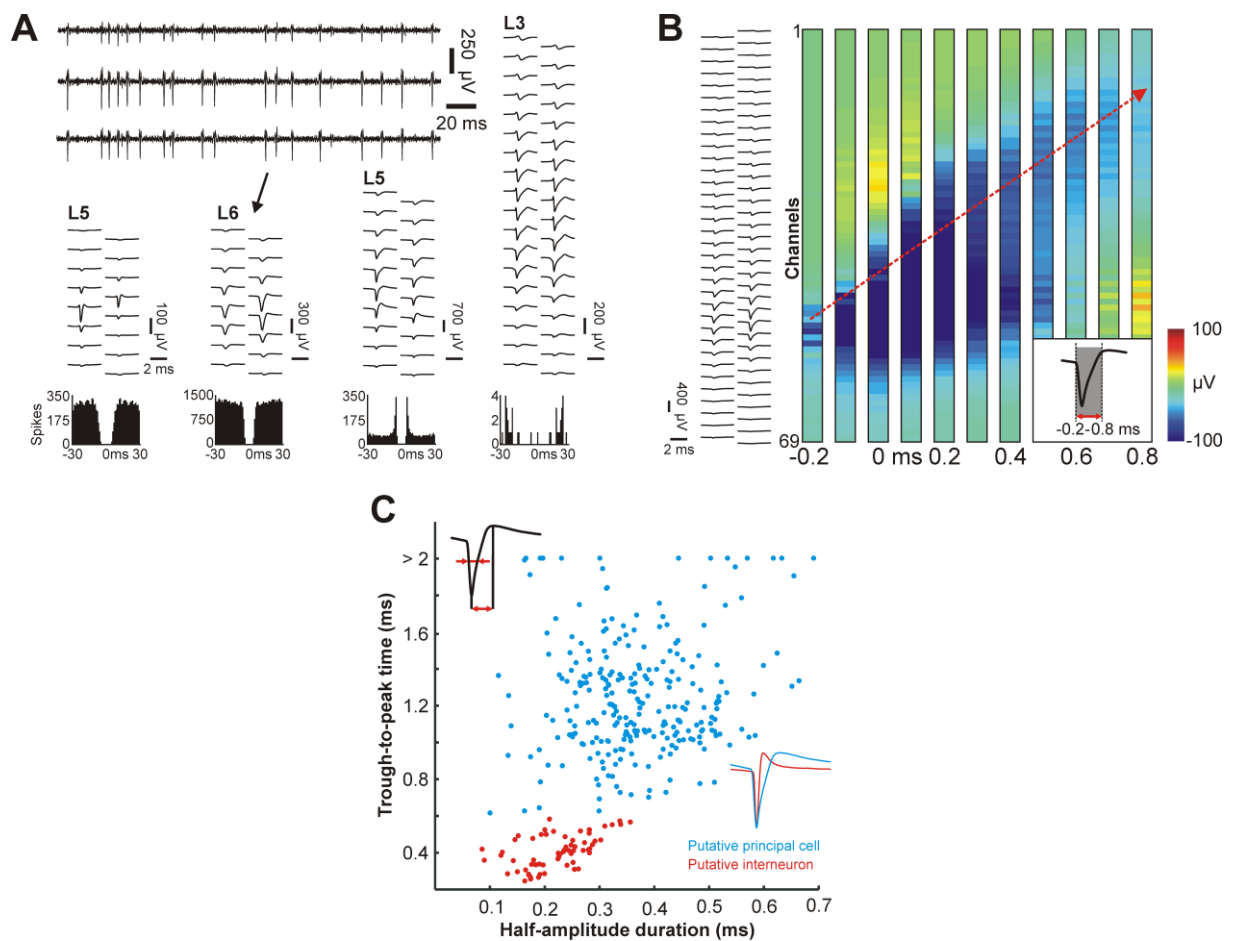 A
250 µV
20 ms
L3
L5
L6
L5
100 µV
2 ms
300 µV
700 µV
200 µV
Spikes
350
175
0
-30 0ms 30
1500
750
0
-30 0ms 30
350
175
0
-30 0ms 30
4
2
0
-30 0ms 30
B
1
Channels
69
400 µV
2 ms
-0.2 0 ms 0.2 0.4 0.6 0.8
-0.2-0.8 ms
100
µV
-100
C
Trough-to-peak time (ms)
> 2
1.6
1.2
0.8
0.4
Putative principal cell
Putative interneuron
0.1 0.2 0.3 0.4 0.5 0.6 0.7
Half-amplitude duration (ms)